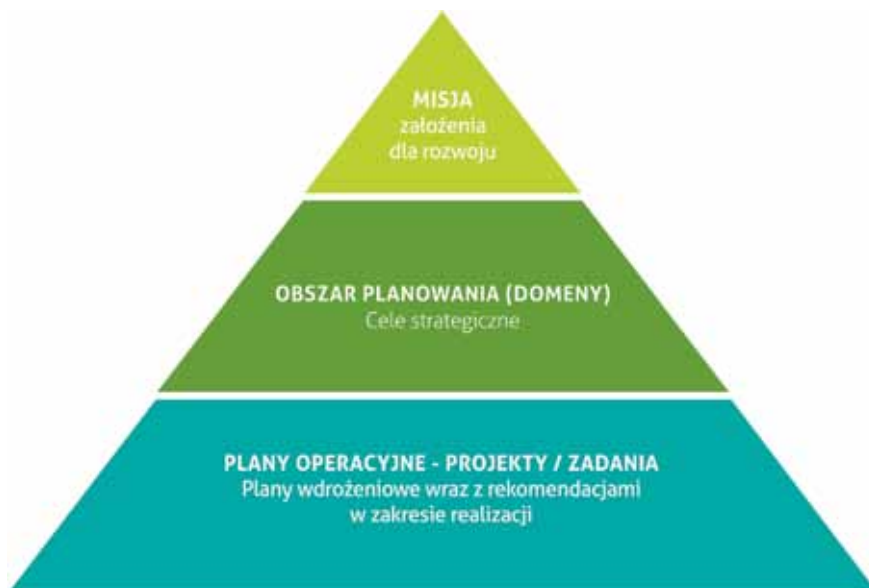 MISJA
założenia
dla rozwoju
OBSZAR PLANOWANIA (DOMENY)
Cele strategiczne
PLANY OPERACYJNE - PROJEKTY / ZADANIA
Plany wdrożeniowe wraz z rekomendacjami
w zakresie realizacji